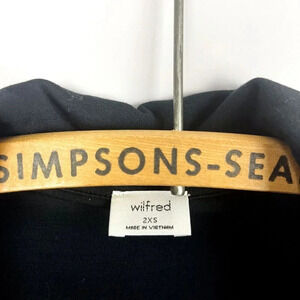 SIMPSONS-SEA
wilfred
2XS
MADE IN VIETNAM